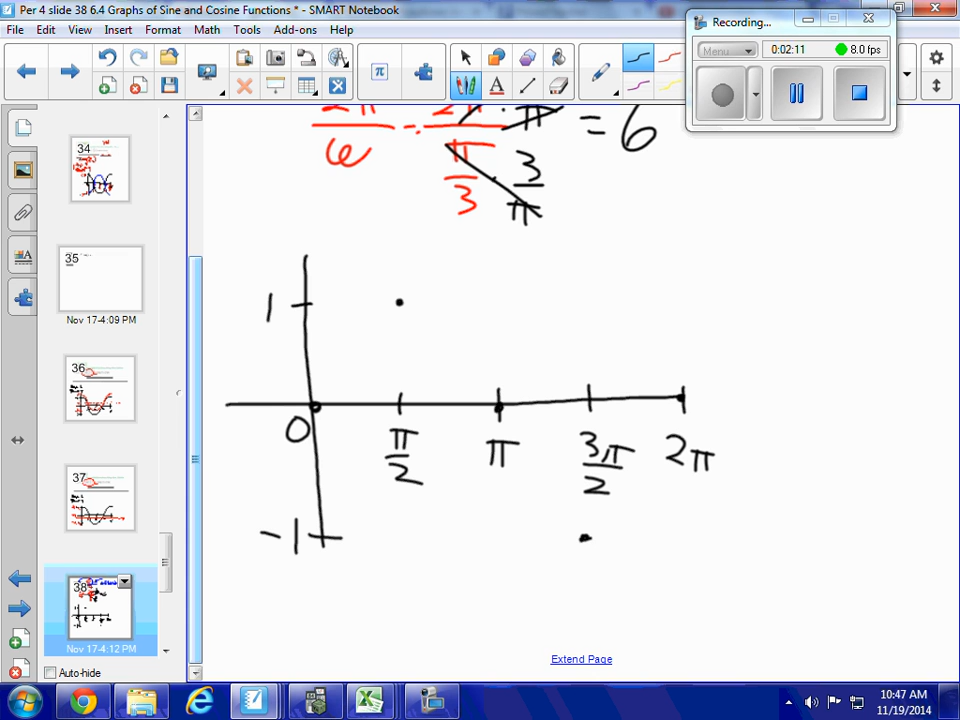 Per 4 slide 38 6.4 Graphs of Sine and Cosine Functions * - SMART Notebook
File Edit View Insert Format Math Tools Add-ons Help
Recording...
Menu
0:02:11
8.0 fps
π
A
2π/6 = 2π/(π/3) · 3/π = 6
34
35
Nov 17-4:09 PM
36
37
38
Nov 17-4:12 PM
Auto-hide
1
0
π/2
π
3π/2
2π
-1
Extend Page
10:47 AM
11/19/2014